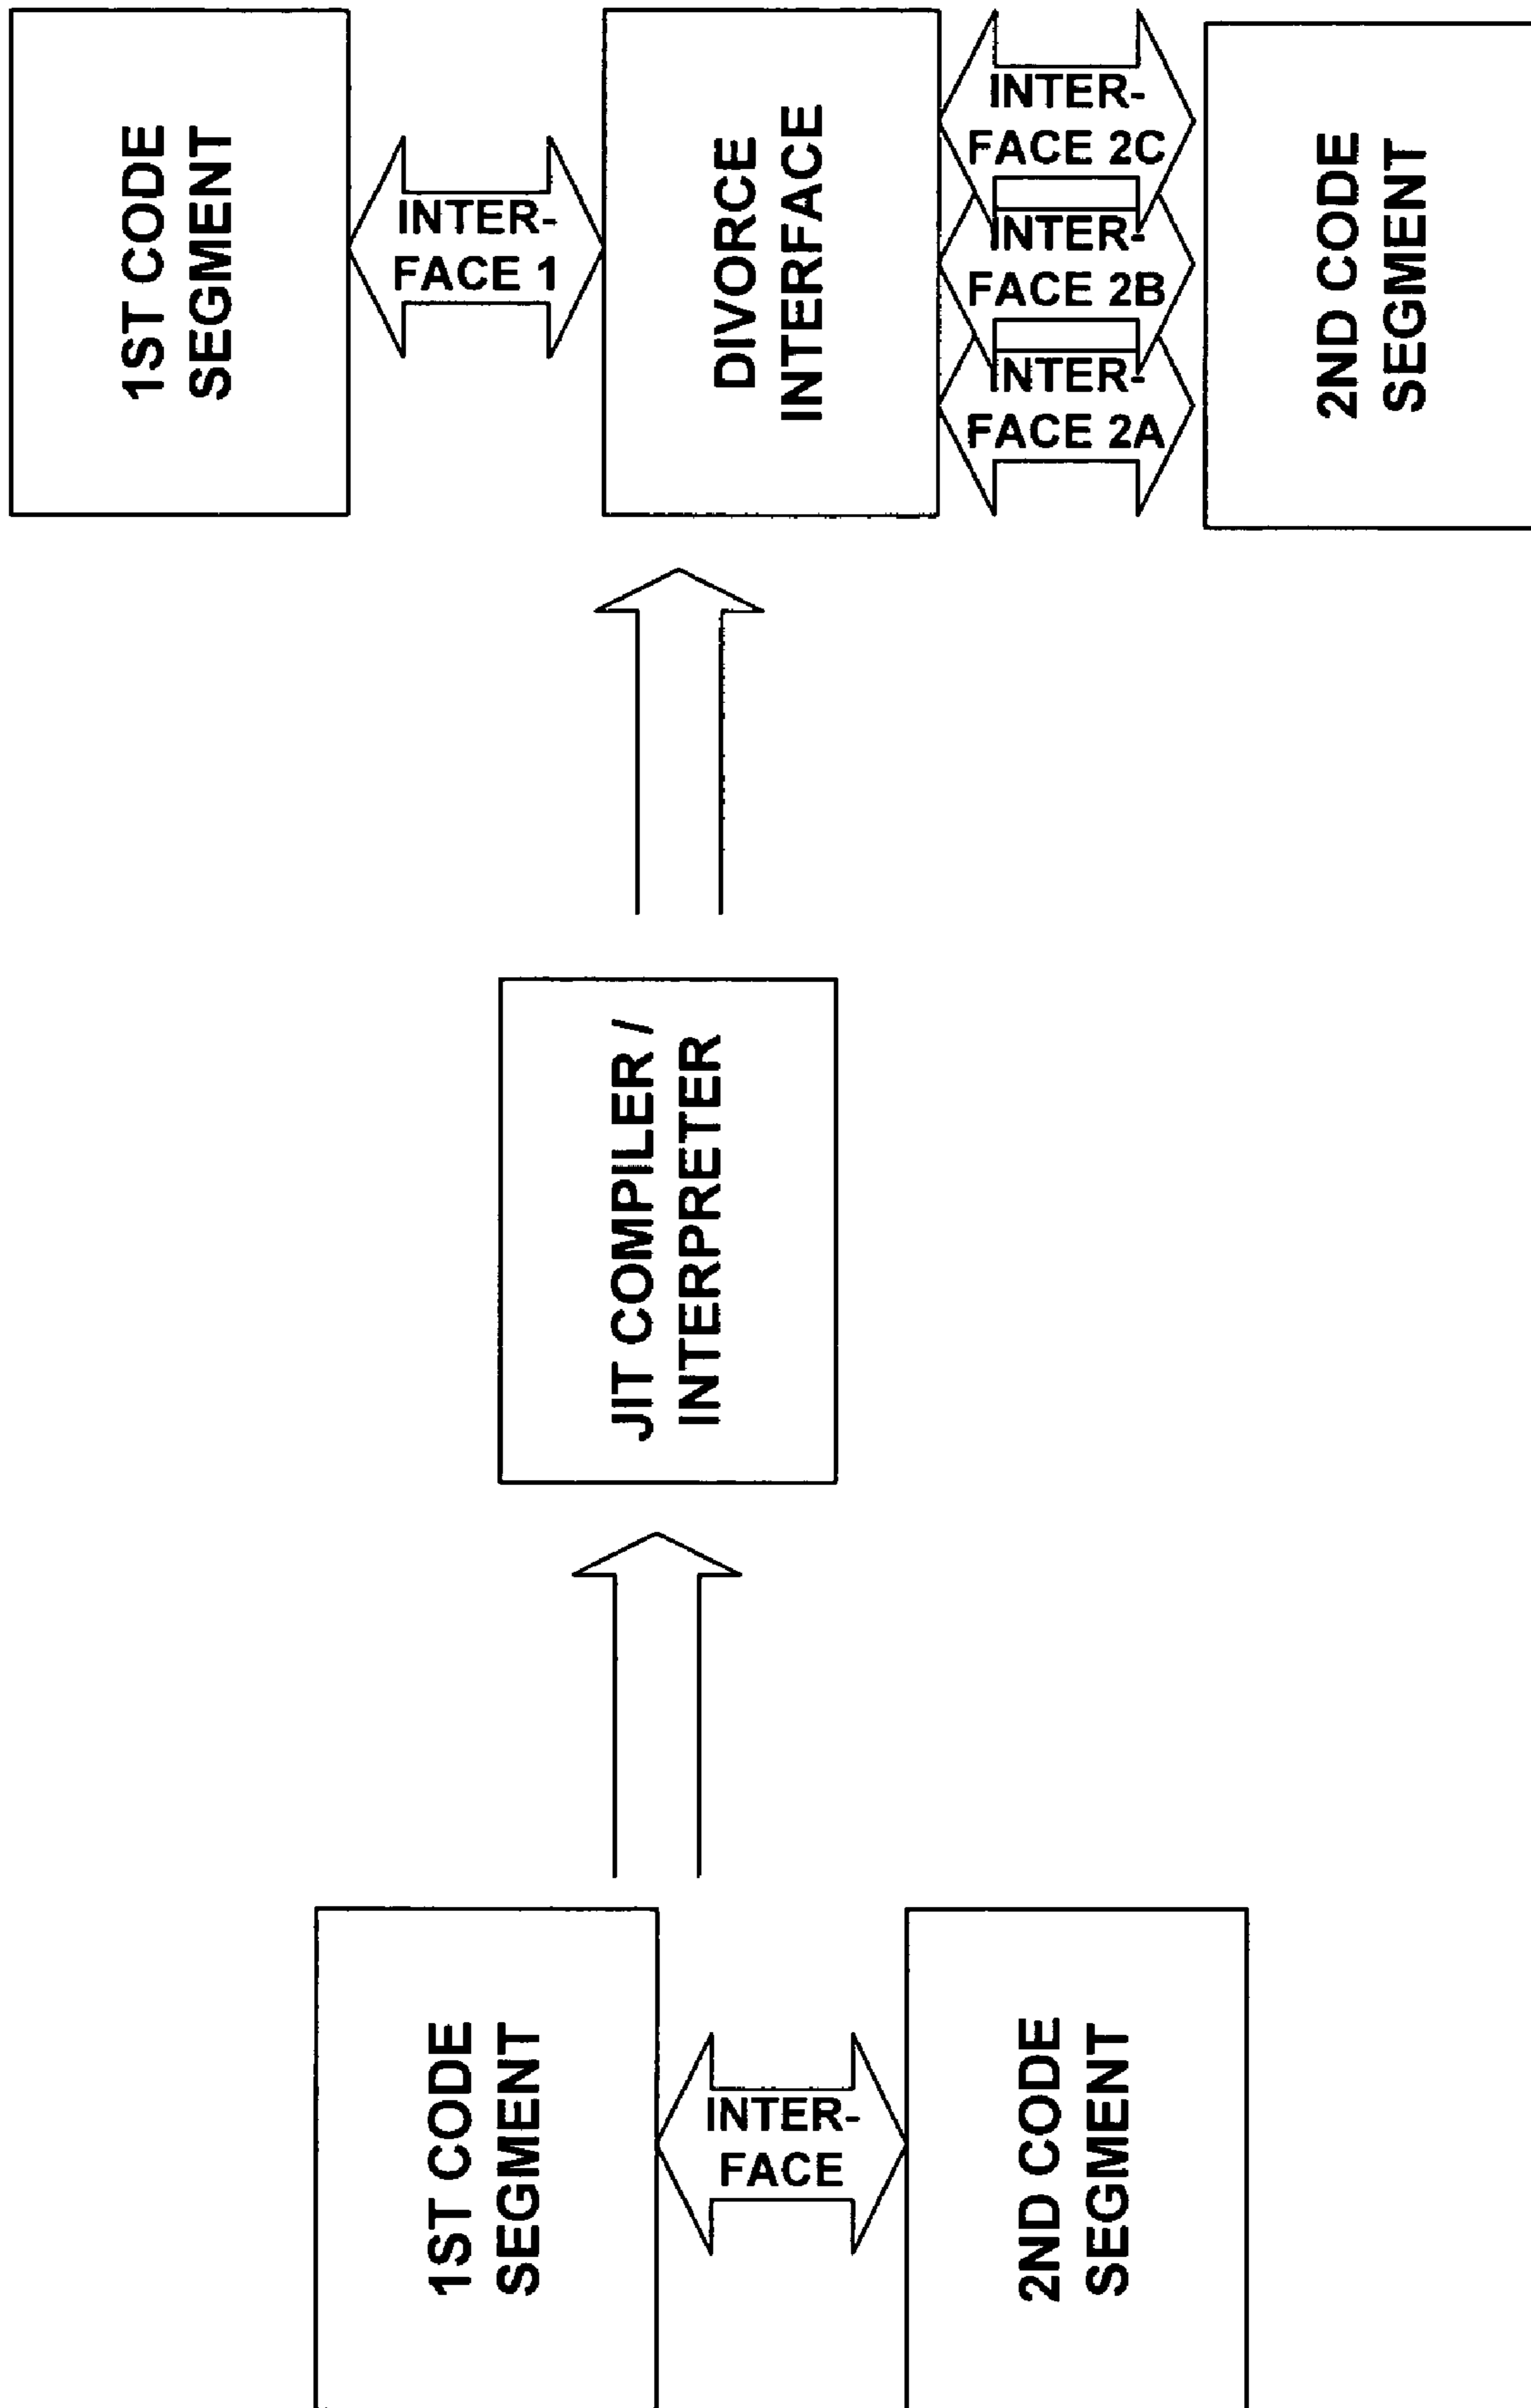 1ST CODE
SEGMENT
INTER-
FACE
2ND CODE
SEGMENT
JIT COMPILER /
INTERPRETER
1ST CODE
SEGMENT
INTER-
FACE 1
DIVORCE
INTERFACE
INTER-
FACE 2C
INTER-
FACE 2B
INTER-
FACE 2A
2ND CODE
SEGMENT